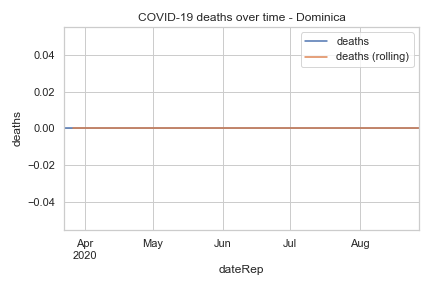 COVID-19 deaths over time - Dominica
deaths
deaths (rolling)
0.04
0.02
0.00
−0.02
−0.04
deaths
Apr
2020
May
Jun
Jul
Aug
dateRep